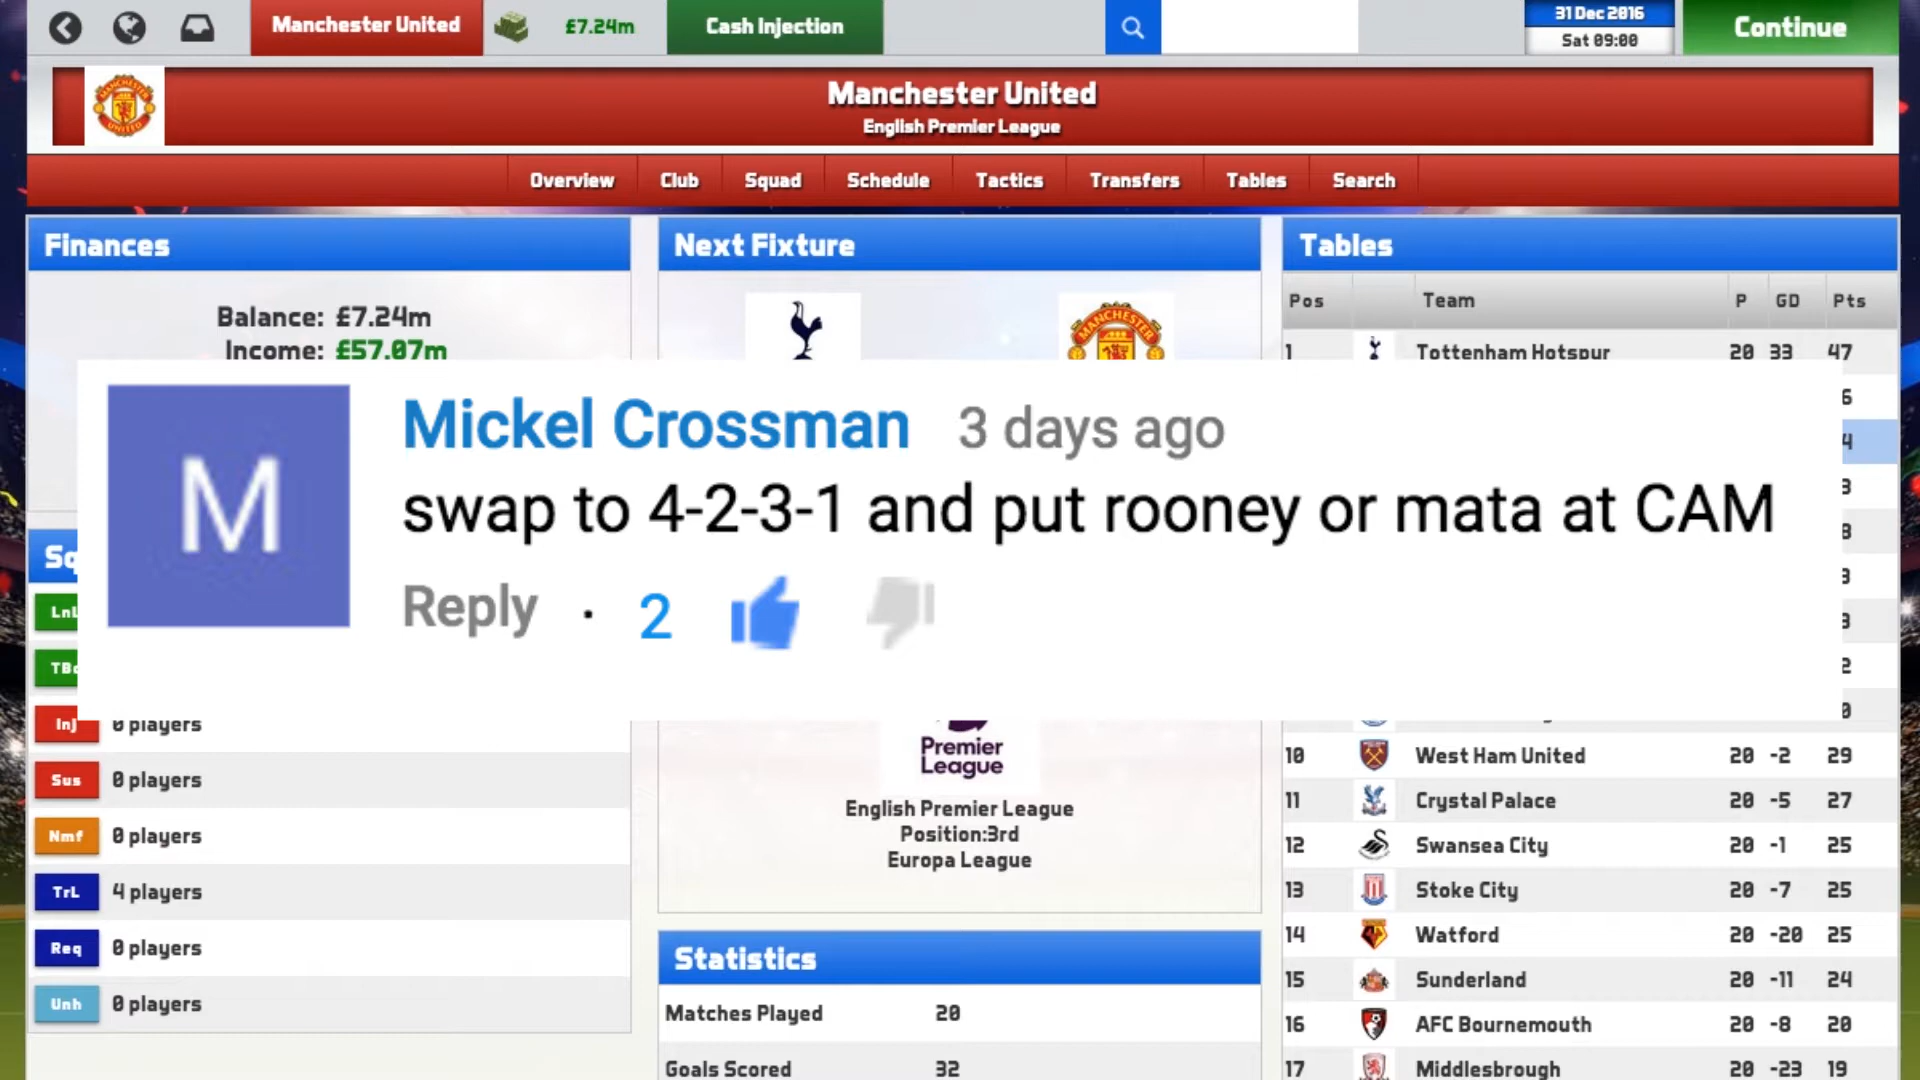 Manchester United
£7.24m
Cash Injection
31 Dec 2016
Sat 09:00
Continue
Manchester United
English Premier League
Overview
Club
Squad
Schedule
Tactics
Transfers
Tables
Search
Finances
Balance: £7.24m
Income: £57.07m
Next Fixture
MANCHESTER
Tables
Pos Team P GD Pts
1 Tottenham Hotspur 20 33 47
Mickel Crossman 3 days ago
swap to 4-2-3-1 and put rooney or mata at CAM
M
Reply · 2
Inj 0 players
Sus 0 players
Nmf 0 players
TrL 4 players
Req 0 players
Unh 0 players
Premier
League
English Premier League
Position:3rd
Europa League
Statistics
Matches Played 20
Goals Scored 32
10 West Ham United 20 -2 29
11 Crystal Palace 20 -5 27
12 Swansea City 20 -1 25
13 Stoke City 20 -7 25
14 Watford 20 -20 25
15 Sunderland 20 -11 24
16 AFC Bournemouth 20 -8 20
17 Middlesbrough 20 -23 19